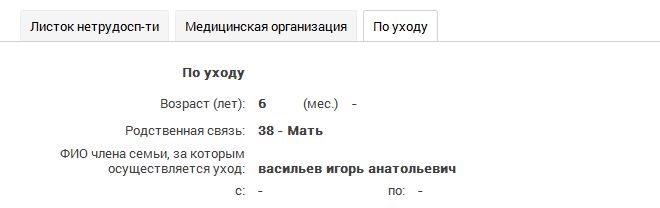 Листок нетрудосп-ти Медицинская организация По уходу
По уходу
Возраст (лет): 6 (мес.) -
Родственная связь: 38 - Мать
ФИО члена семьи, за которым
осуществляется уход: васильев игорь анатольевич
с: - по: -